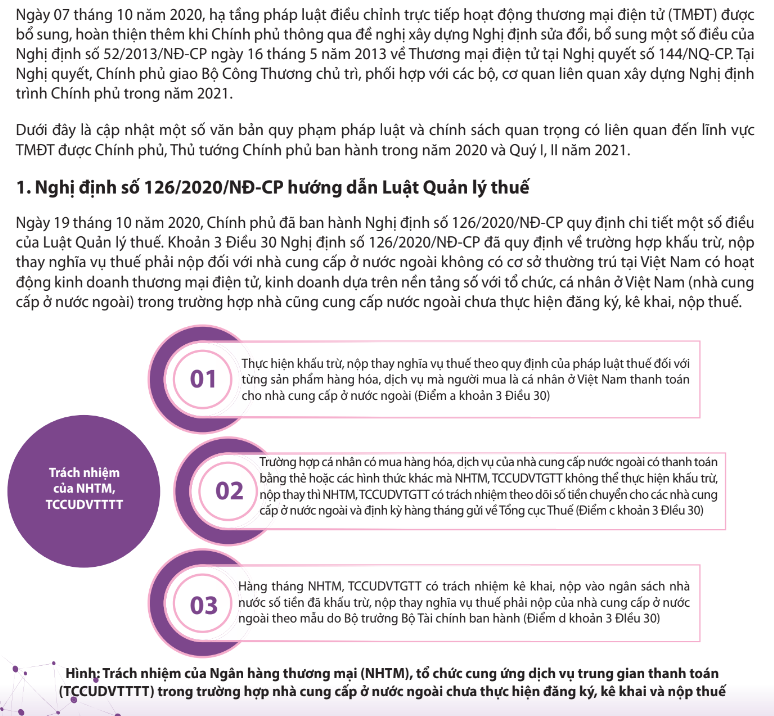 Ngày 07 tháng 10 năm 2020, hạ tầng pháp luật điều chỉnh trực tiếp hoạt động thương mại điện tử (TMĐT) được
bổ sung, hoàn thiện thêm khi Chính phủ thông qua đề nghị xây dựng Nghị định sửa đổi, bổ sung một số điều của
Nghị định số 52/2013/NĐ-CP ngày 16 tháng 5 năm 2013 về Thương mại điện tử tại Nghị quyết số 144/NQ-CP. Tại
Nghị quyết, Chính phủ giao Bộ Công Thương chủ trì, phối hợp với các bộ, cơ quan liên quan xây dựng Nghị định
trình Chính phủ trong năm 2021.
Dưới đây là cập nhật một số văn bản quy phạm pháp luật và chính sách quan trọng có liên quan đến lĩnh vực
TMĐT được Chính phủ, Thủ tướng Chính phủ ban hành trong năm 2020 và Quý I, II năm 2021.
1. Nghị định số 126/2020/NĐ-CP hướng dẫn Luật Quản lý thuế
Ngày 19 tháng 10 năm 2020, Chính phủ đã ban hành Nghị định số 126/2020/NĐ-CP quy định chi tiết một số điều
của Luật Quản lý thuế. Khoản 3 Điều 30 Nghị định số 126/2020/NĐ-CP đã quy định về trường hợp khấu trừ, nộp
thay nghĩa vụ thuế phải nộp đối với nhà cung cấp ở nước ngoài không có cơ sở thường trú tại Việt Nam có hoạt
động kinh doanh thương mại điện tử, kinh doanh dựa trên nền tảng số với tổ chức, cá nhân ở Việt Nam (nhà cung
cấp ở nước ngoài) trong trường hợp nhà cũng cung cấp nước ngoài chưa thực hiện đăng ký, kê khai, nộp thuế.
Trách nhiệm
của NHTM,
TCCUDVTTTT
01
Thực hiện khấu trừ, nộp thay nghĩa vụ thuế theo quy định của pháp luật thuế đối với
từng sản phẩm hàng hóa, dịch vụ mà người mua là cá nhân ở Việt Nam thanh toán
cho nhà cung cấp ở nước ngoài (Điểm a khoản 3 Điều 30)
02
Trường hợp cá nhân có mua hàng hóa, dịch vụ của nhà cung cấp nước ngoài có thanh toán
bằng thẻ hoặc các hình thức khác mà NHTM, TCCUDVTGTT không thể thực hiện khấu trừ,
nộp thay thì NHTM, TCCUDVTGTT có trách nhiệm theo dõi số tiền chuyển cho các nhà cung
cấp ở nước ngoài và định kỳ hàng tháng gửi về Tổng cục Thuế (Điểm c khoản 3 ĐIều 30)
03
Hàng tháng NHTM, TCCUDVTGTT có trách nhiệm kê khai, nộp vào ngân sách nhà
nước số tiền đã khấu trừ, nộp thay nghĩa vụ thuế phải nộp của nhà cung cấp ở nước
ngoài theo mẫu do Bộ trưởng Bộ Tài chính ban hành (Điểm d khoản 3 ĐIều 30)
Hình: Trách nhiệm của Ngân hàng thương mại (NHTM), tổ chức cung ứng dịch vụ trung gian thanh toán
(TCCUDVTTTT) trong trường hợp nhà cung cấp ở nước ngoài chưa thực hiện đăng ký, kê khai và nộp thuế